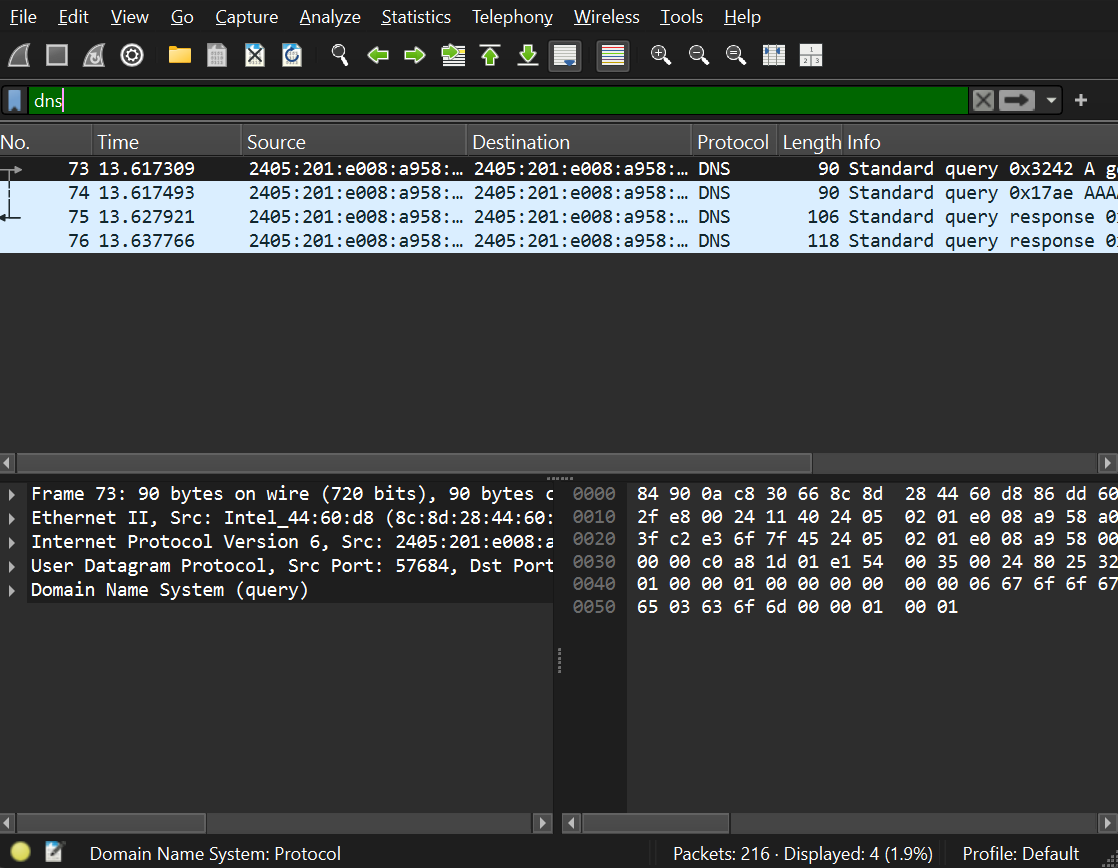 File Edit View Go Capture Analyze Statistics Telephony Wireless Tools Help
dns
No. Time Source Destination Protocol Length Info
73 13.617309 2405:201:e008:a958:… 2405:201:e008:a958:… DNS 90 Standard query 0x3242 A g
74 13.617493 2405:201:e008:a958:… 2405:201:e008:a958:… DNS 90 Standard query 0x17ae AAA
75 13.627921 2405:201:e008:a958:… 2405:201:e008:a958:… DNS 106 Standard query response 0
76 13.637766 2405:201:e008:a958:… 2405:201:e008:a958:… DNS 118 Standard query response 0
Frame 73: 90 bytes on wire (720 bits), 90 bytes c
Ethernet II, Src: Intel_44:60:d8 (8c:8d:28:44:60:
Internet Protocol Version 6, Src: 2405:201:e008:a
User Datagram Protocol, Src Port: 57684, Dst Port
Domain Name System (query)
0000 84 90 0a c8 30 66 8c 8d 28 44 60 d8 86 dd 60
0010 2f e8 00 24 11 40 24 05 02 01 e0 08 a9 58 a0
0020 3f c2 e3 6f 7f 45 24 05 02 01 e0 08 a9 58 00
0030 00 00 c0 a8 1d 01 e1 54 00 35 00 24 80 25 32
0040 01 00 00 01 00 00 00 00 00 00 06 67 6f 6f 67
0050 65 03 63 6f 6d 00 00 01 00 01
Domain Name System: Protocol Packets: 216 · Displayed: 4 (1.9%) Profile: Default